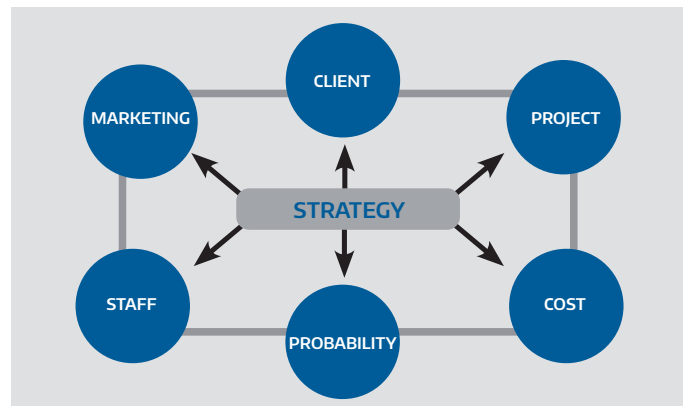 CLIENT
MARKETING
PROJECT
STRATEGY
STAFF
COST
PROBABILITY